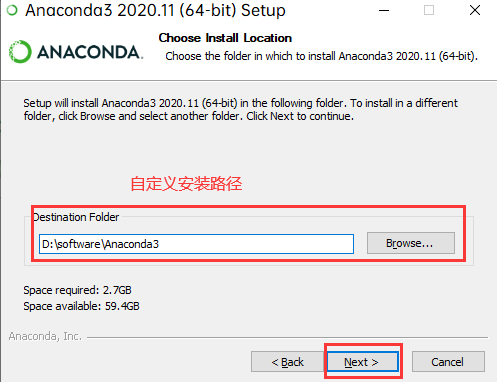 Anaconda3 2020.11 (64-bit) Setup
ANACONDA.
Choose Install Location
Choose the folder in which to install Anaconda3 2020.11 (64-bit).
Setup will install Anaconda3 2020.11 (64-bit) in the following folder. To install in a different
folder, click Browse and select another folder. Click Next to continue.
自定义安装路径
Destination Folder
D:\software\Anaconda3
Browse...
Space required: 2.7GB
Space available: 59.4GB
Anaconda, Inc.
< Back
Next >
Cancel